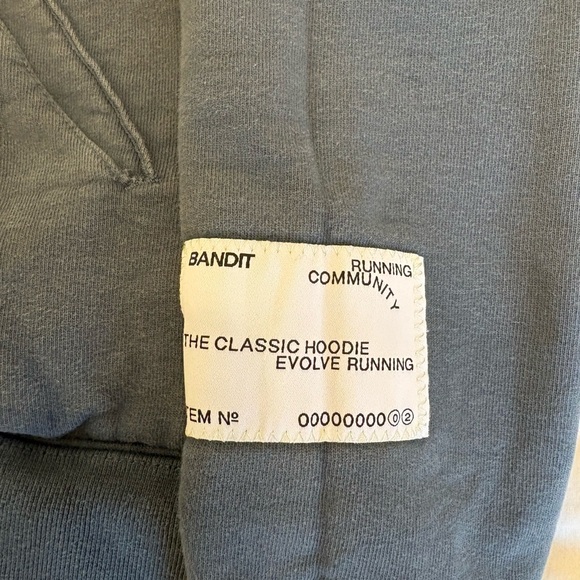 BANDIT RUNNING
COMMUNITY
THE CLASSIC HOODIE
EVOLVE RUNNING
TEM Nº 00000000⓪②